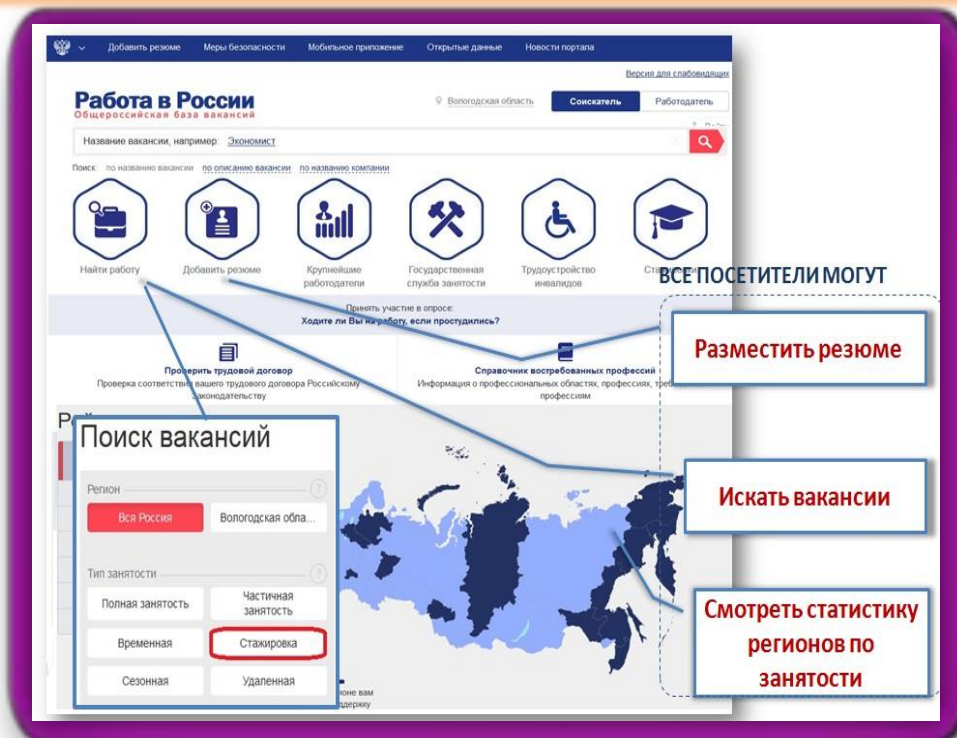 Добавить резюме Меры безопасности Мобильное приложение Открытые данные Новости портала
Версия для слабовидящих
Работа в России
Общероссийская база вакансий
Вологодская область Соискатель Работодатель
Название вакансии, например: Экономист
Поиск: по названию вакансии по описанию вакансии по названию компании
Найти работу
Добавить резюме
Крупнейшие
работодатели
Государственная
служба занятости
Трудоустройство
инвалидов
ВСЕ ПОСЕТИТЕЛИ МОГУТ
Принять участие в опросе:
Ходите ли Вы на работу, если простудились?
Разместить резюме
Проверить трудовой договор
Проверка соответствия вашего трудового договора Российскому
законодательству
Справочник востребованных профессий
Информация о профессиональных областях, профессиях,
профессиям
Поиск вакансий
Регион
Вся Россия
Вологодская обла...
Тип занятости
Полная занятость
Частичная
занятость
Временная
Стажировка
Сезонная
Удаленная
Искать вакансии
Смотреть статистику
регионов по
занятости